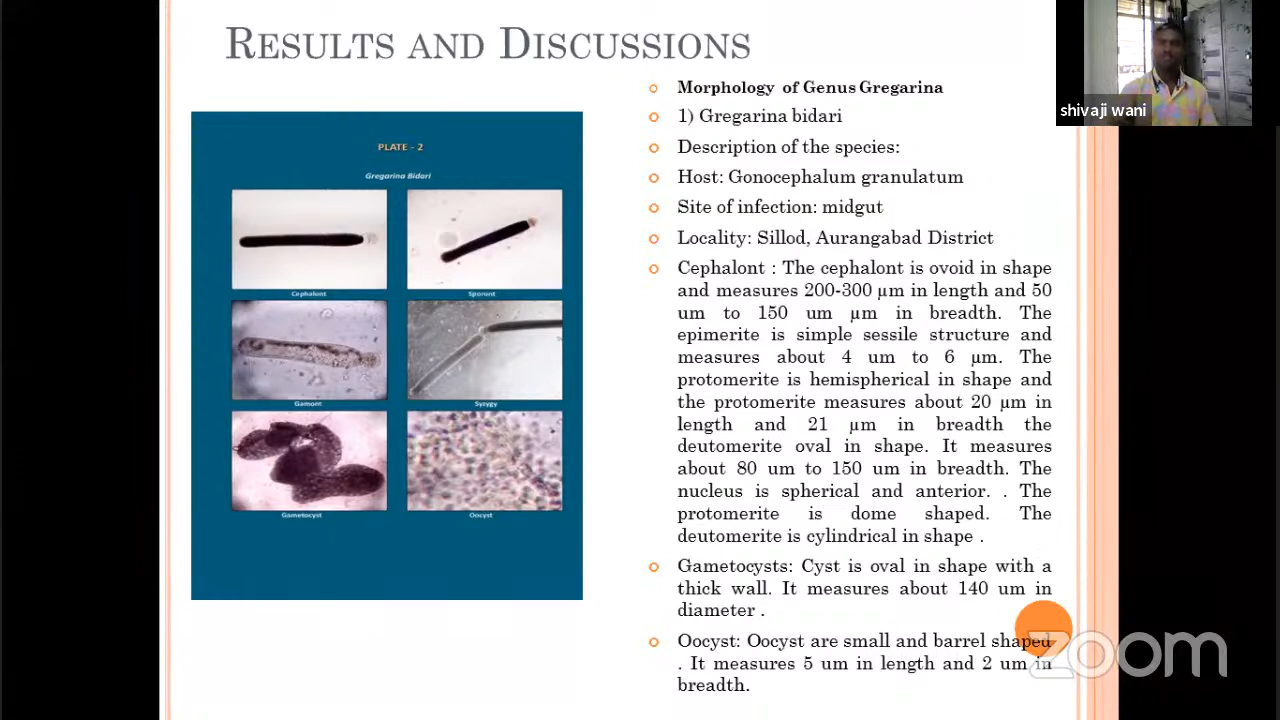 RESULTS AND DISCUSSIONS
shivaji wani
PLATE - 2
Gregarina Bidari
Cephalont
Sporont
Gamont
Syzygy
Gametocyst
Oocyst
Morphology of Genus Gregarina
1) Gregarina bidari
Description of the species:
Host: Gonocephalum granulatum
Site of infection: midgut
Locality: Sillod, Aurangabad District
Cephalont : The cephalont is ovoid in shape
and measures 200-300 µm in length and 50
um to 150 um µm in breadth. The
epimerite is simple sessile structure and
measures about 4 um to 6 µm. The
protomerite is hemispherical in shape and
the protomerite measures about 20 µm in
length and 21 µm in breadth the
deutomerite oval in shape. It measures
about 80 um to 150 um in breadth. The
nucleus is spherical and anterior. . The
protomerite is dome shaped. The
deutomerite is cylindrical in shape .
Gametocysts: Cyst is oval in shape with a
thick wall. It measures about 140 um in
diameter .
Oocyst: Oocyst are small and barrel shaped
. It measures 5 um in length and 2 um in
breadth.
zoom